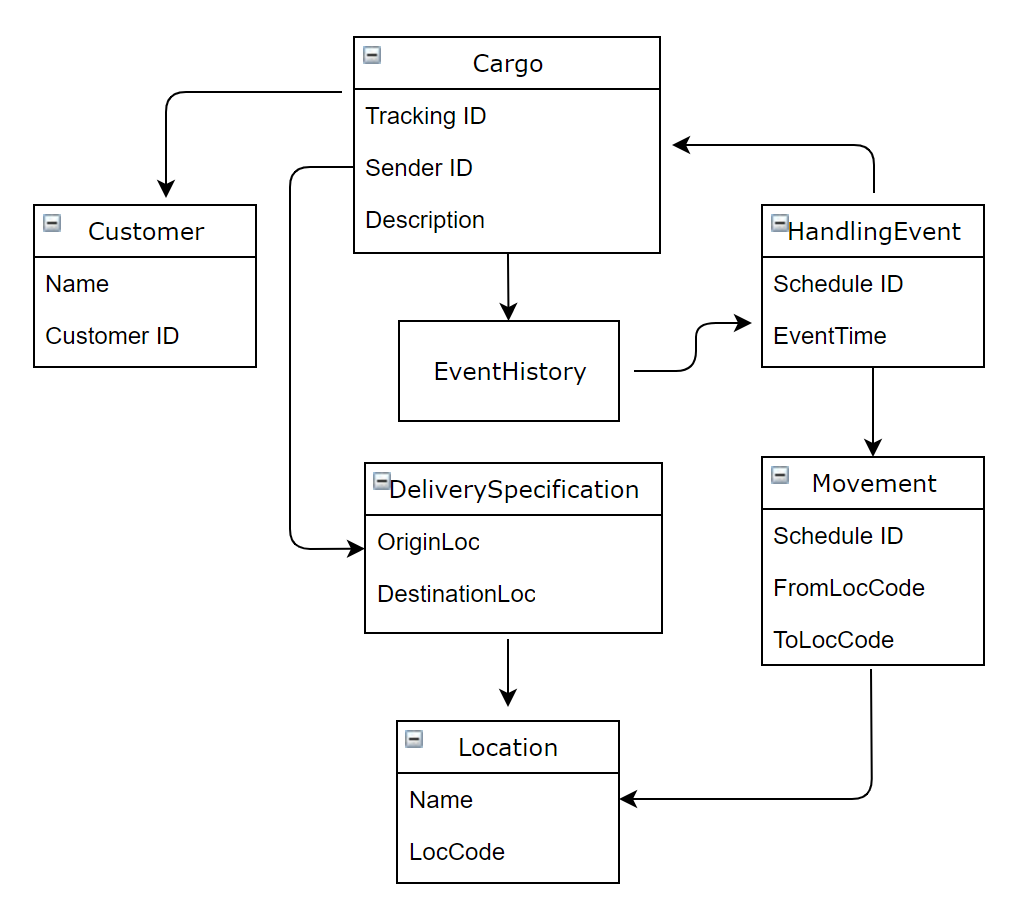 Cargo
Tracking ID
Sender ID
Description
Customer
Name
Customer ID
HandlingEvent
Schedule ID
EventTime
EventHistory
DeliverySpecification
OriginLoc
DestinationLoc
Movement
Schedule ID
FromLocCode
ToLocCode
Location
Name
LocCode